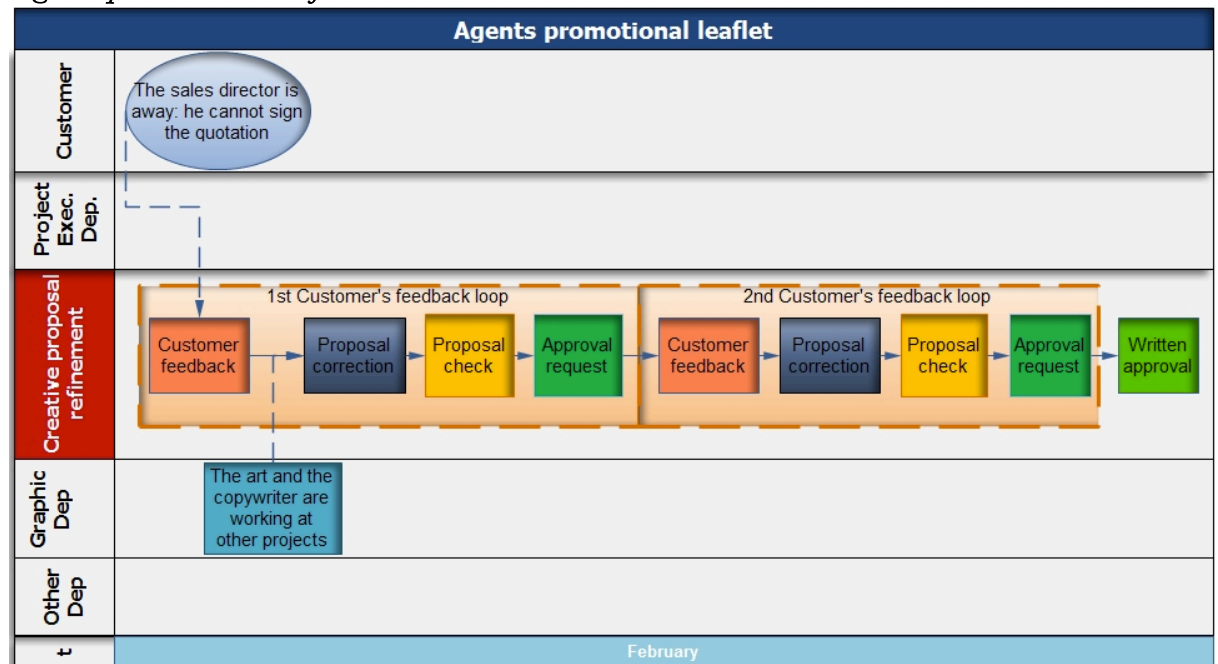 Agents promotional leaflet
Customer
The sales director is
away: he cannot sign
the quotation
Project
Exec.
Dep.
Creative proposal
refinement
1st Customer's feedback loop
2nd Customer's feedback loop
Customer
feedback
Proposal
correction
Proposal
check
Approval
request
Customer
feedback
Proposal
correction
Proposal
check
Approval
request
Written
approval
Graphic
Dep
The art and the
copywriter are
working at
other projects
Other
Dep
t
February